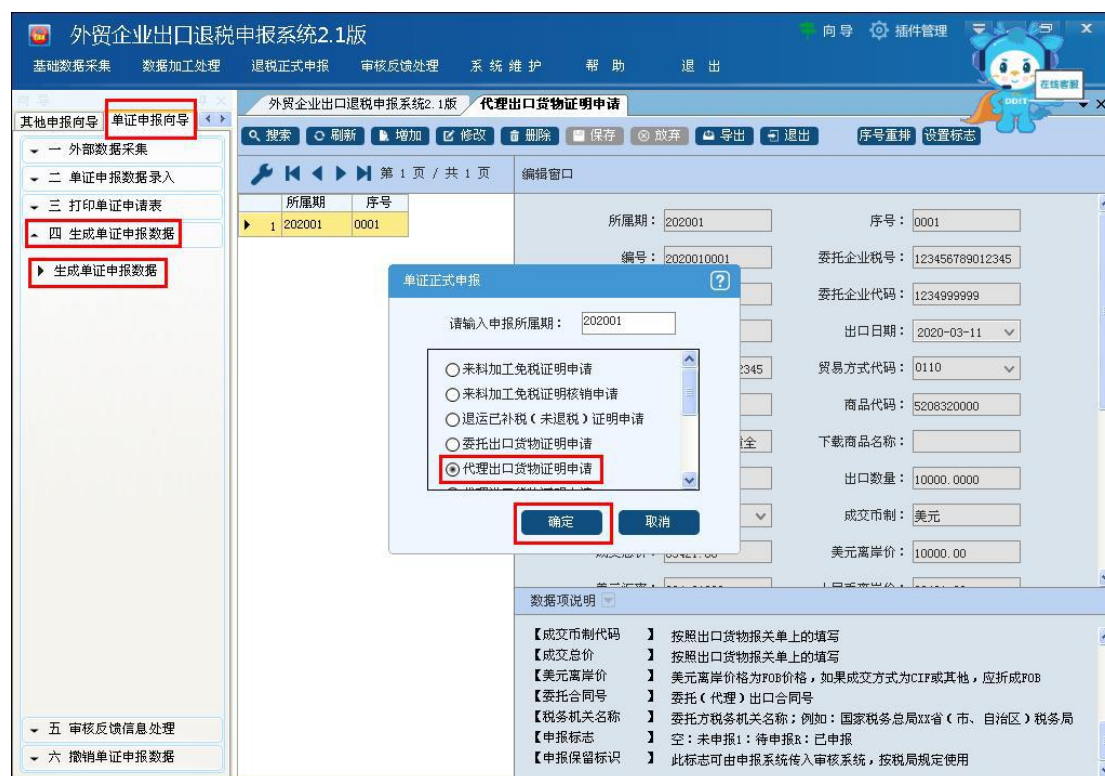 外贸企业出口退税申报系统2.1版
向导 插件管理
基础数据采集 数据加工处理 退税正式申报 审核反馈处理 系统维护 帮助 退出
在线客服
DDIT
向导
其他申报向导 单证申报向导
外贸企业出口退税申报系统2.1版 代理出口货物证明申请
搜索 刷新 增加 修改 删除 保存 放弃 导出 退出 序号重排 设置标志
一 外部数据采集
二 单证申报数据录入
三 打印单证申请表
四 生成单证申报数据
生成单证申报数据
五 审核反馈信息处理
六 撤销单证申报数据
第 1 页 / 共 1 页
所属期 序号
1 202001 0001
编辑窗口
所属期: 202001 序号: 0001
编号: 2020010001 委托企业税号: 123456789012345
委托企业代码: 1234999999
出口日期: 2020-03-11
2345 贸易方式代码: 0110
商品代码: 5208320000
全 下载商品名称:
出口数量: 10000.0000
成交币制: 美元
美元离岸价: 10000.00
单证正式申报 ?
请输入申报所属期: 202001
来料加工免税证明申请
来料加工免税证明核销申请
退运已补税(未退税)证明申请
委托出口货物证明申请
代理出口货物证明申请
确定 取消
数据项说明
【成交币制代码 】 按照出口货物报关单上的填写
【成交总价 】 按照出口货物报关单上的填写
【美元离岸价 】 美元离岸价格为FOB价格,如果成交方式为CIF或其他,应折成FOB
【委托合同号 】 委托(代理)出口合同号
【税务机关名称 】 委托方税务机关名称;例如:国家税务总局XX省(市、自治区)税务局
【申报标志 】 空:未申报1:待申报R:已申报
【申报保留标识 】 此标志可由申报系统传入审核系统,按税局规定使用